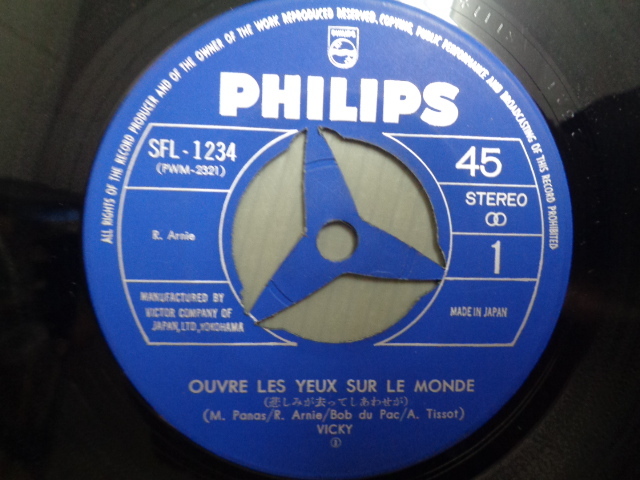 ALL RIGHTS OF THE RECORD PRODUCER AND OF THE OWNER OF THE WORK REPRODUCED RESERVED. COPYING, PUBLIC PERFORMANCE AND BROADCASTING OF THIS RECORD PROHIBITED
PHILIPS
PHILIPS
SFL-1234
(PWM-2321)
45
STEREO
R. Arnie
1
MANUFACTURED BY
VICTOR COMPANY OF
JAPAN, LTD., YOKOHAMA
MADE IN JAPAN
OUVRE LES YEUX SUR LE MONDE
(悲しみが去ってしあわせが)
(M. Panas/R. Arnie/Bob du Pac/A. Tissot)
VICKY